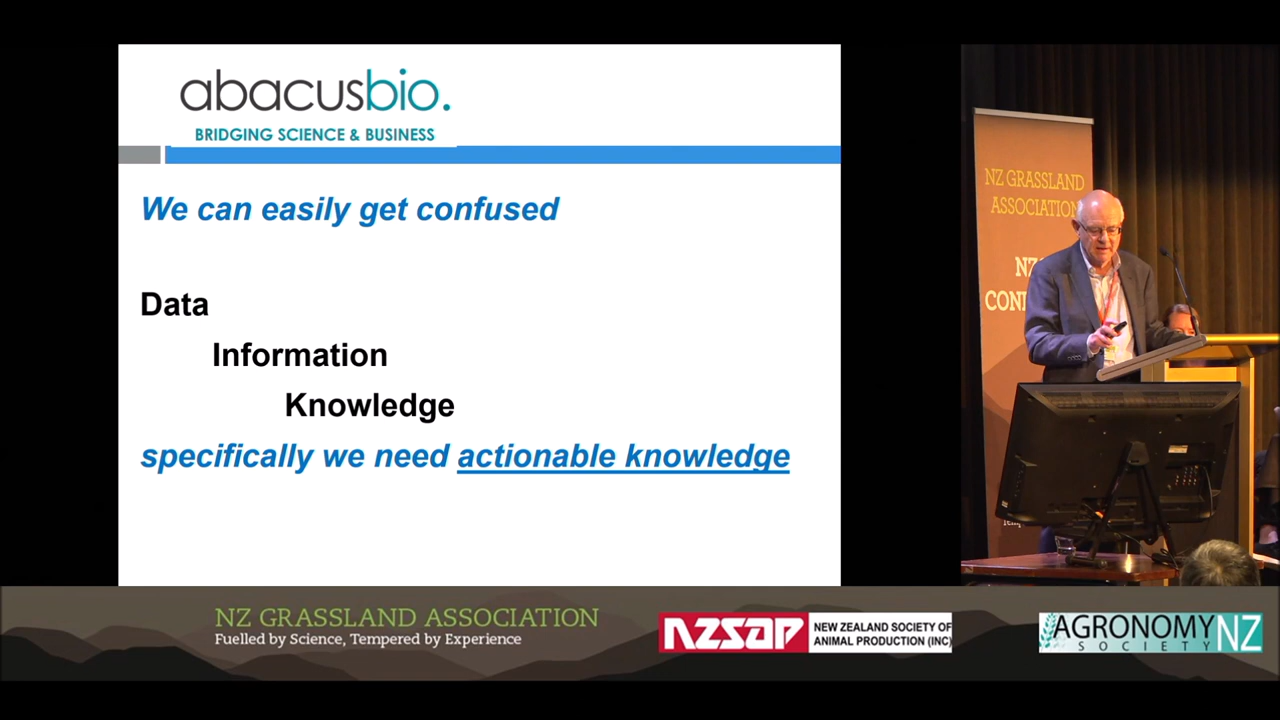 abacusbio.
BRIDGING SCIENCE & BUSINESS
We can easily get confused
Data
Information
Knowledge
specifically we need actionable knowledge
NZ GRASSLAND
ASSOCIATION
NZ
CON
NZ GRASSLAND ASSOCIATION
Fuelled by Science, Tempered by Experience
NZSAP
NEW ZEALAND SOCIETY OF
ANIMAL PRODUCTION (INC)
AGRONOMY NZ
SOCIETY